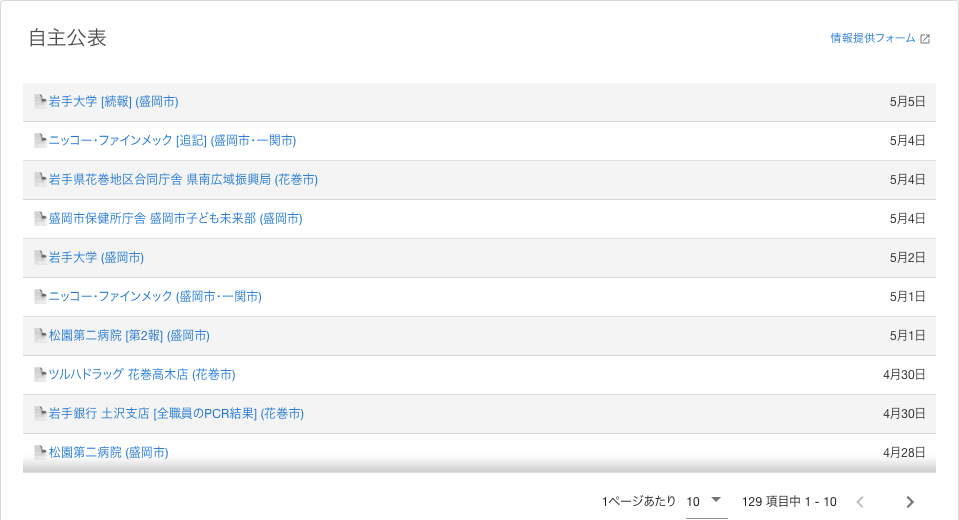 自主公表
情報提供フォーム
岩手大学 [続報] (盛岡市) 5月5日
ニッコー・ファインメック [追記] (盛岡市・一関市) 5月4日
岩手県花巻地区合同庁舎 県南広域振興局 (花巻市) 5月4日
盛岡市保健所庁舎 盛岡市子ども未来部 (盛岡市) 5月4日
岩手大学 (盛岡市) 5月2日
ニッコー・ファインメック (盛岡市・一関市) 5月1日
松園第二病院 [第2報] (盛岡市) 5月1日
ツルハドラッグ 花巻高木店 (花巻市) 4月30日
岩手銀行 土沢支店 [全職員のPCR結果] (花巻市) 4月30日
松園第二病院 (盛岡市) 4月28日
1ページあたり 10 129 項目中 1 - 10